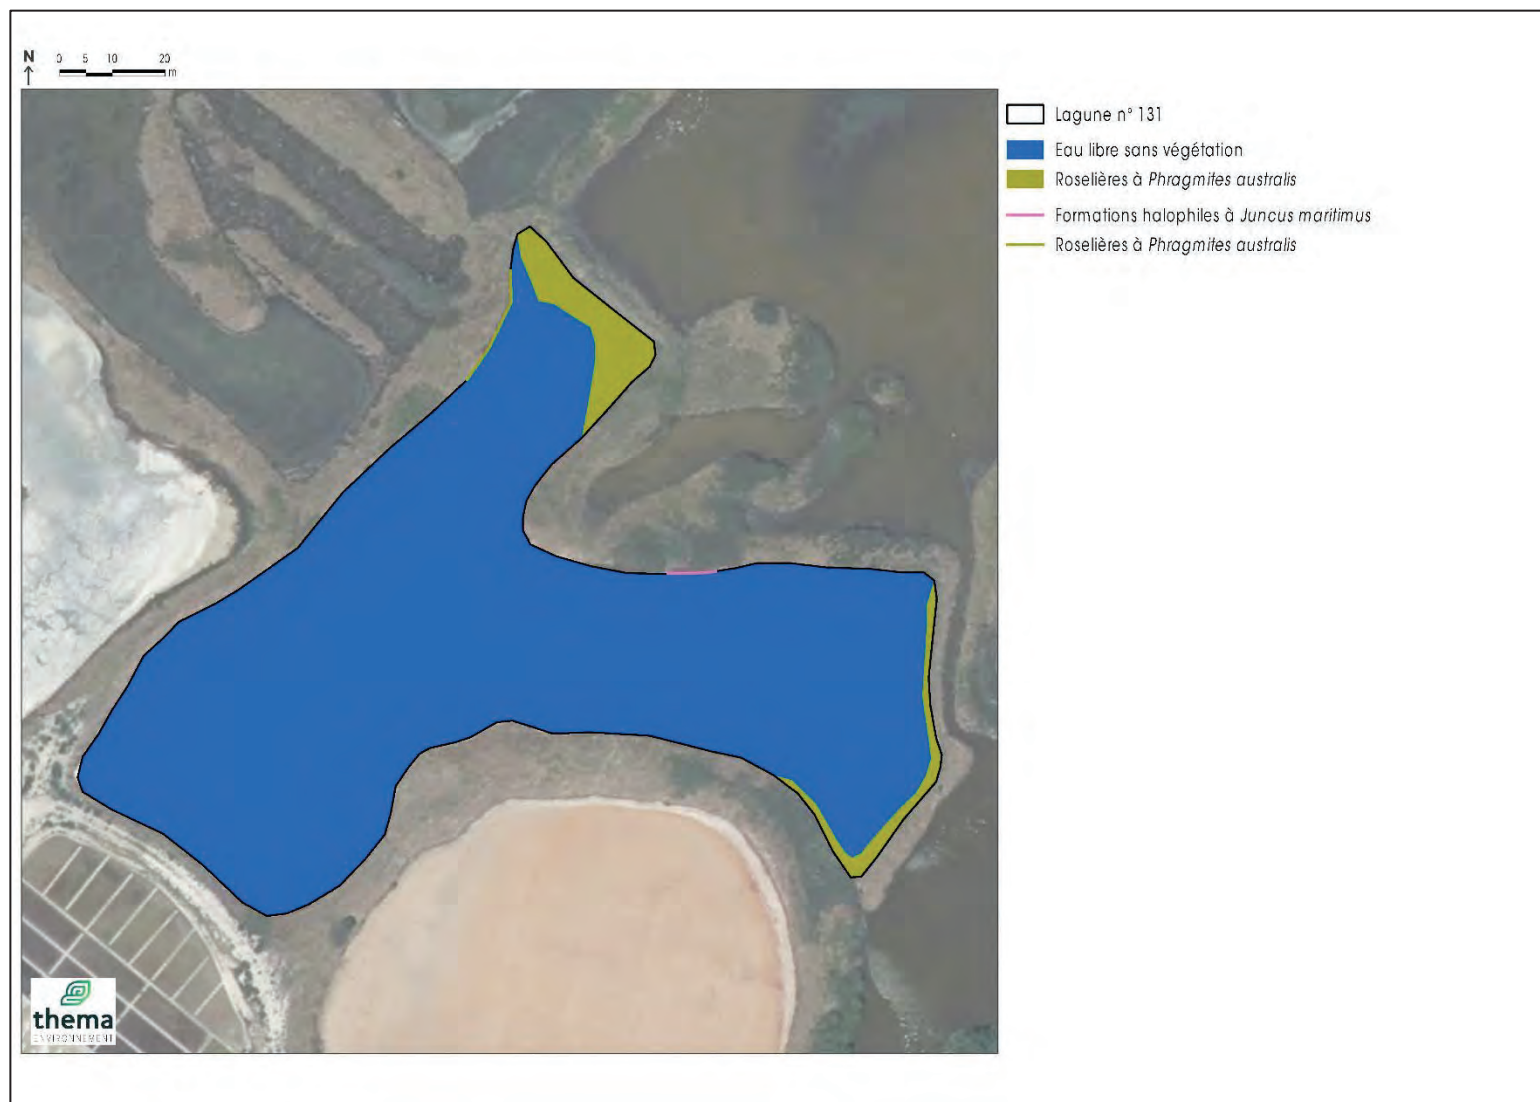 N
0 5 10 20
m
Lagune n° 131
Eau libre sans végétation
Roselières à Phragmites australis
Formations halophiles à Juncus maritimus
Roselières à Phragmites australis
thema
ENVIRONNEMENT